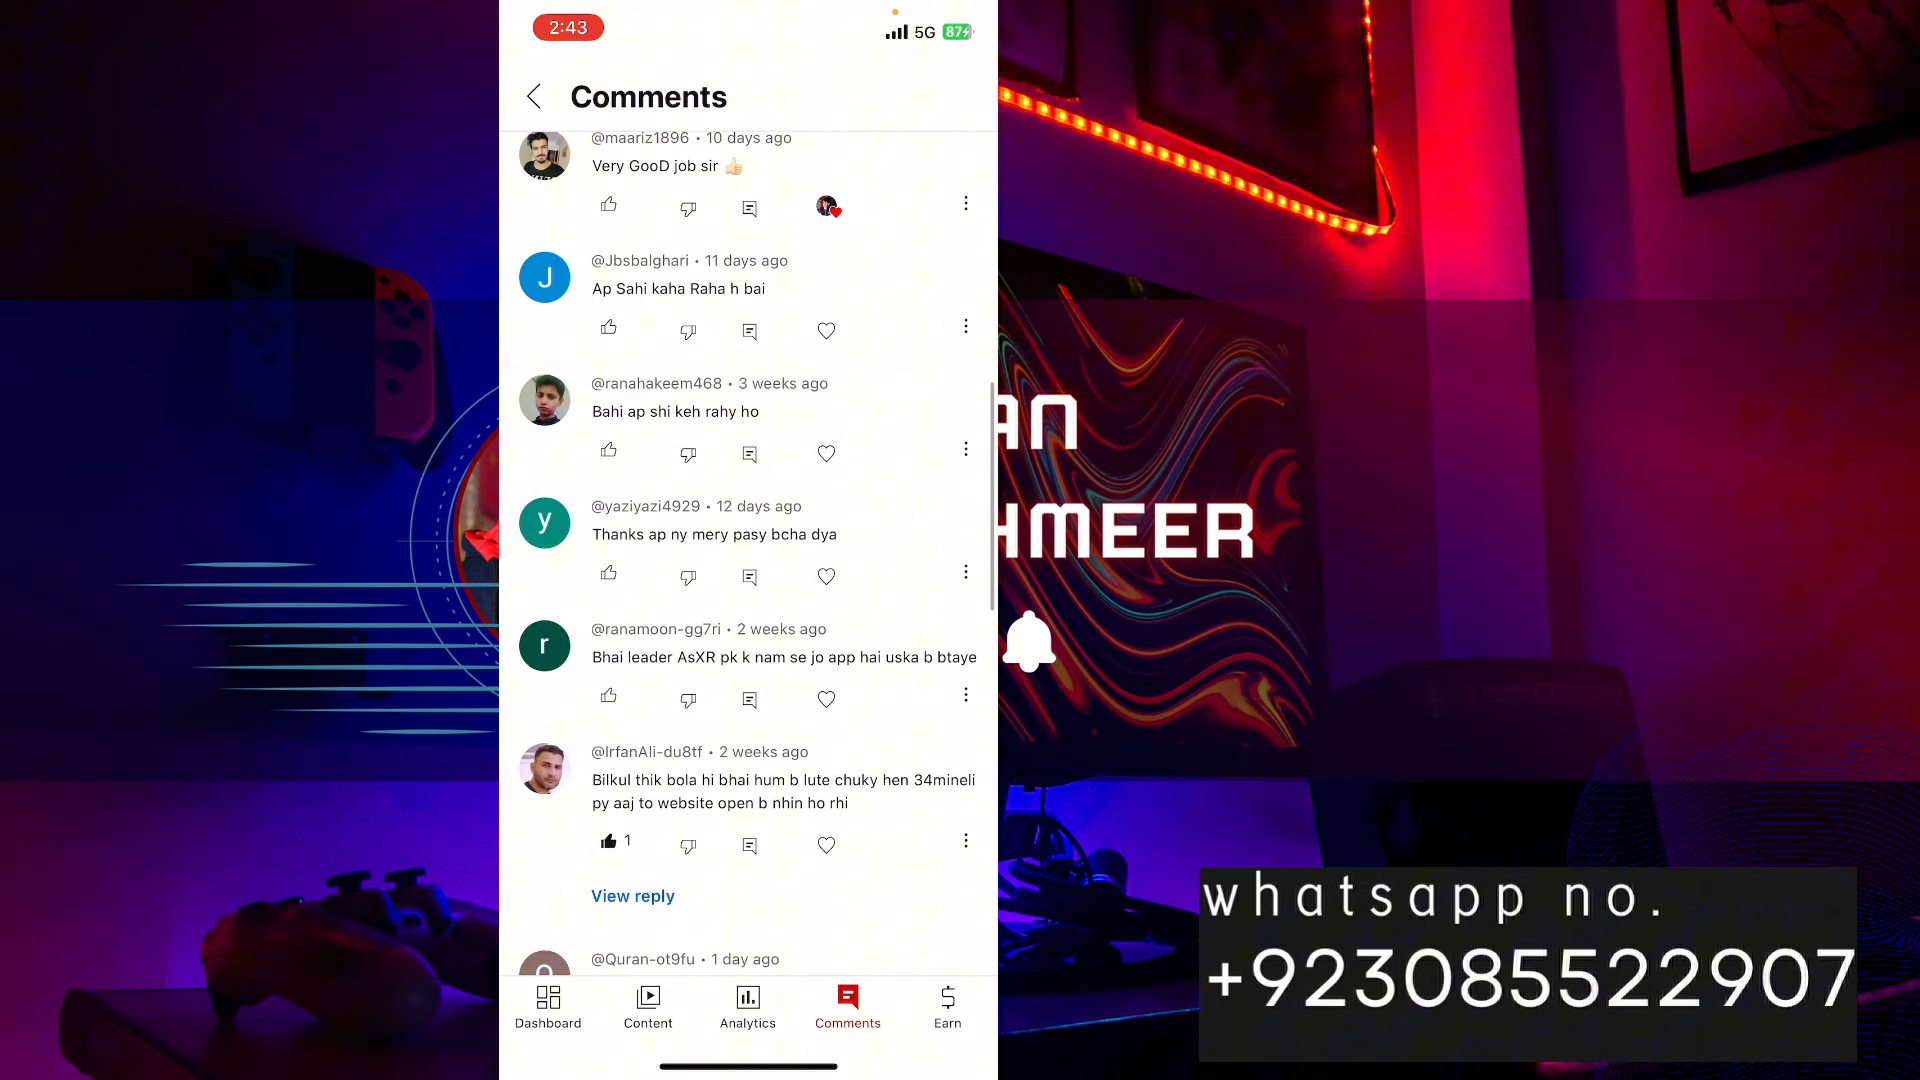 2:43
5G 87
Comments
@maariz1896 • 10 days ago
Very GooD job sir 👍🏻
J
@Jbsbalghari • 11 days ago
Ap Sahi kaha Raha h bai
@ranahakeem468 • 3 weeks ago
Bahi ap shi keh rahy ho
y
@yaziyazi4929 • 12 days ago
Thanks ap ny mery pasy bcha dya
r
@ranamoon-gg7ri • 2 weeks ago
Bhai leader AsXR pk k nam se jo app hai uska b btaye
@IrfanAli-du8tf • 2 weeks ago
Bilkul thik bola hi bhai hum b lute chuky hen 34mineli
py aaj to website open b nhin ho rhi
1
View reply
@Quran-ot9fu • 1 day ago
Dashboard
Content
Analytics
Comments
Earn
AN
HMEER
whatsapp no.
+923085522907